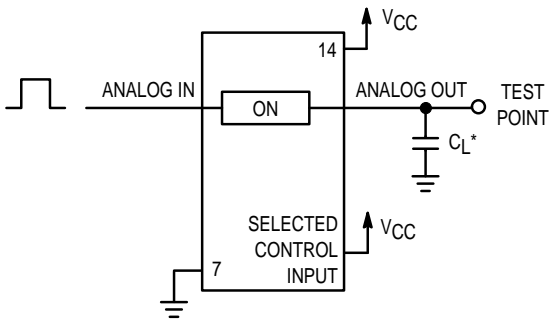 VCC
14
ANALOG IN
ON
ANALOG OUT
TEST
POINT
CL*
SELECTED
CONTROL
INPUT
VCC
7